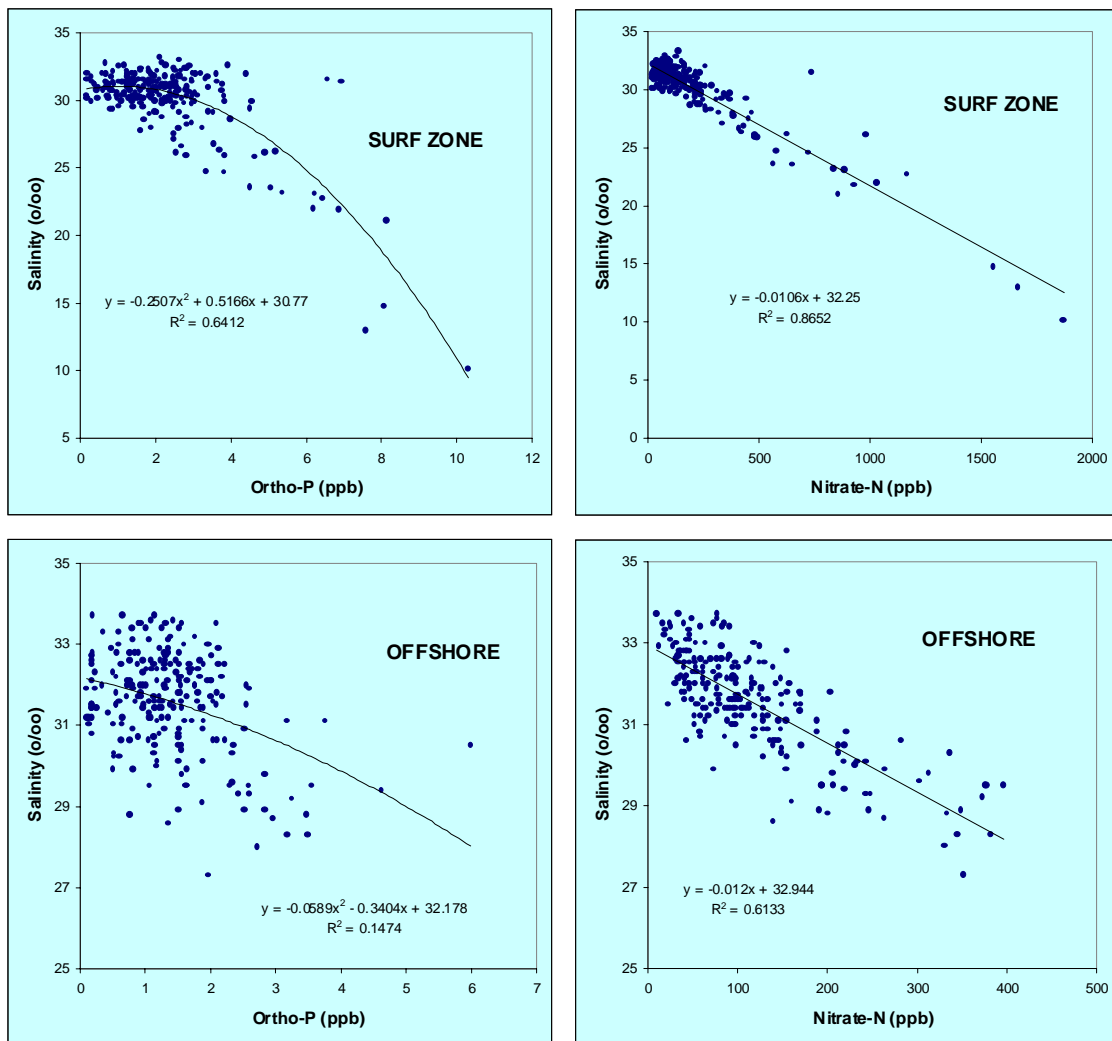 35
30
25
20
15
10
5
Salinity (o/oo)
SURF ZONE
y = -0.2507x² + 0.5166x + 30.77
R² = 0.6412
0 2 4 6 8 10 12
Ortho-P (ppb)
35
30
25
20
15
10
5
0
Salinity (o/oo)
SURF ZONE
y = -0.0106x + 32.25
R² = 0.8652
0 500 1000 1500 2000
Nitrate-N (ppb)
35
33
31
29
27
25
Salinity (o/oo)
OFFSHORE
y = -0.0589x² - 0.3404x + 32.178
R² = 0.1474
0 1 2 3 4 5 6 7
Ortho-P (ppb)
35
33
31
29
27
25
Salinity (o/oo)
OFFSHORE
y = -0.012x + 32.944
R² = 0.6133
0 100 200 300 400 500
Nitrate-N (ppb)